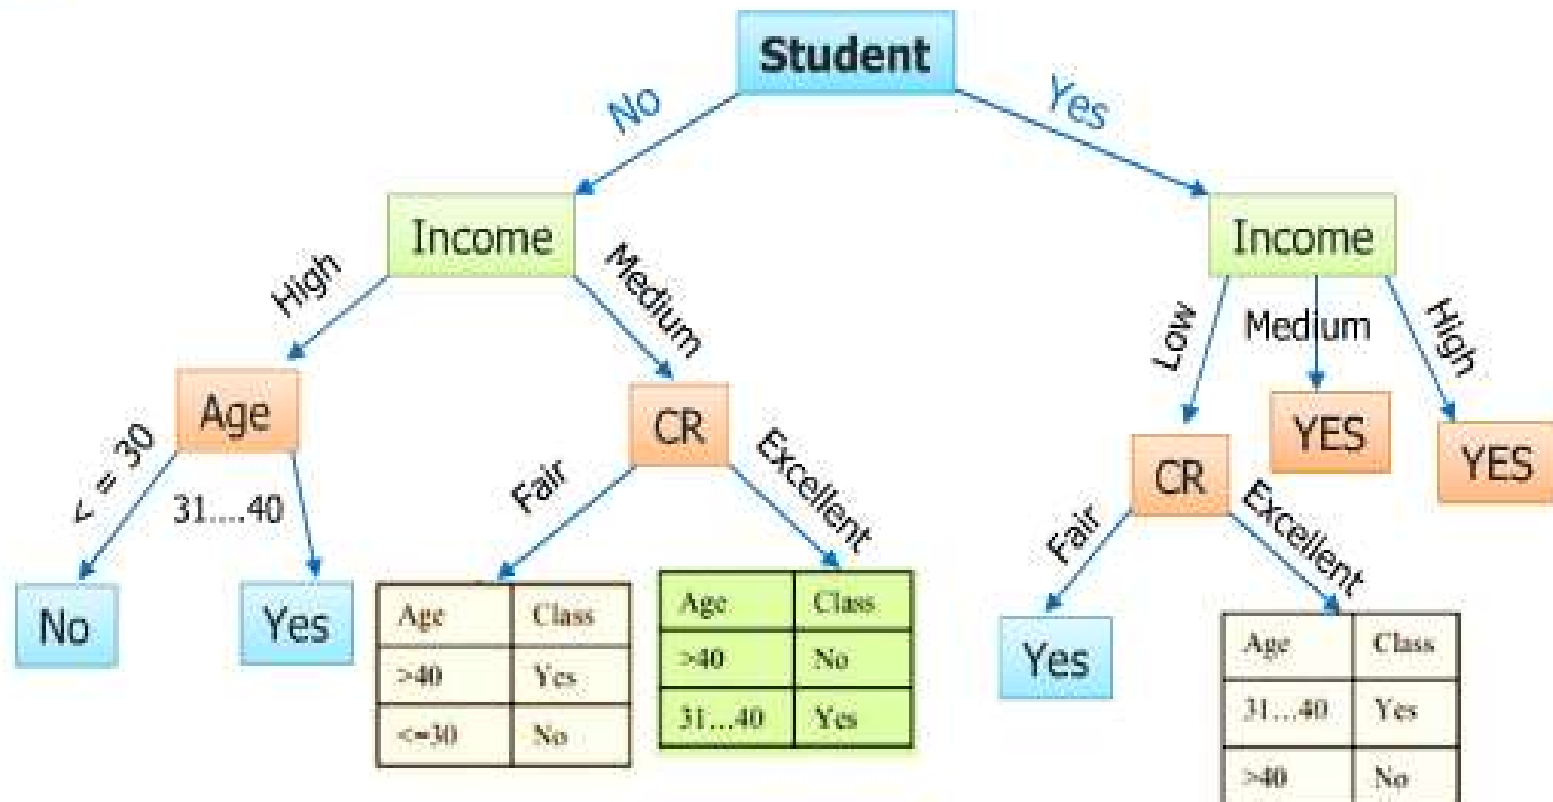 Student
No
Yes
Income
Income
High
Medium
Low
Medium
High
Age
CR
YES
YES
CR
< = 30
31....40
Fair
Excellent
Fair
Excellent
No
Yes
Age Class
>40 Yes
<=30 No
Age Class
>40 No
31...40 Yes
Yes
Age Class
31...40 Yes
>40 No